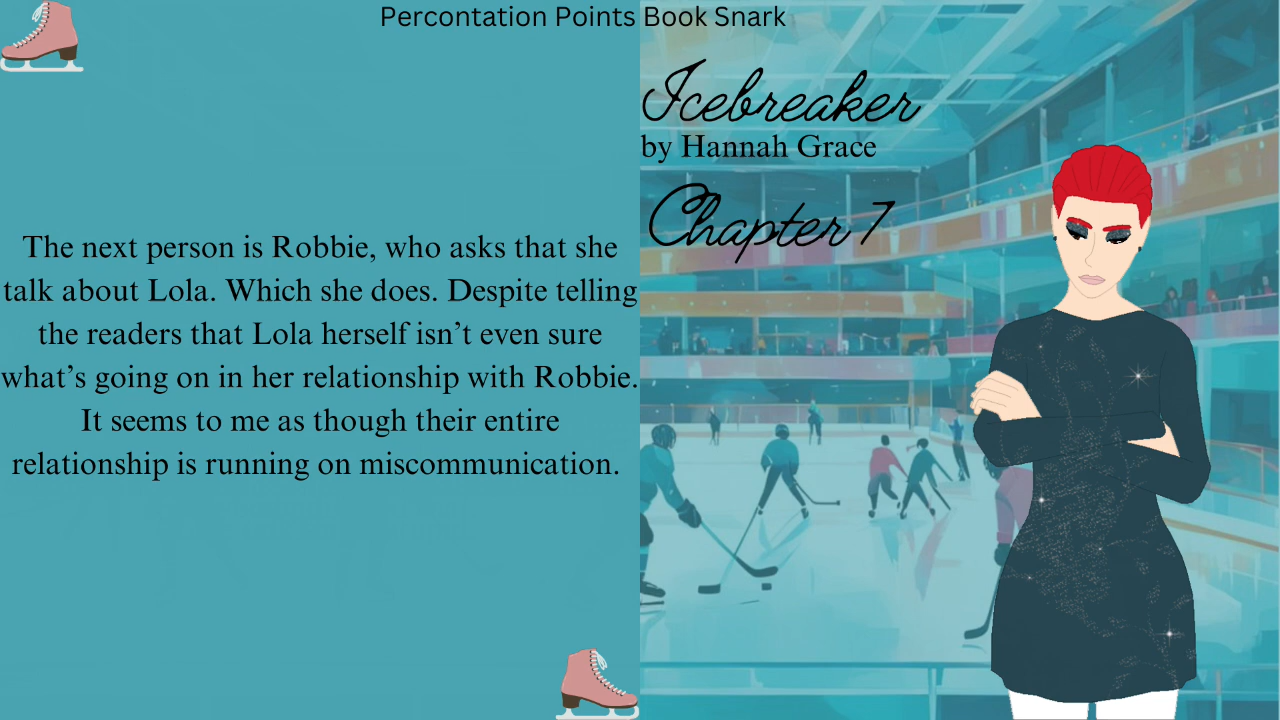 Percontation Points Book Snark
Icebreaker
by Hannah Grace
Chapter 7
The next person is Robbie, who asks that she
talk about Lola. Which she does. Despite telling
the readers that Lola herself isn’t even sure
what’s going on in her relationship with Robbie.
It seems to me as though their entire
relationship is running on miscommunication.